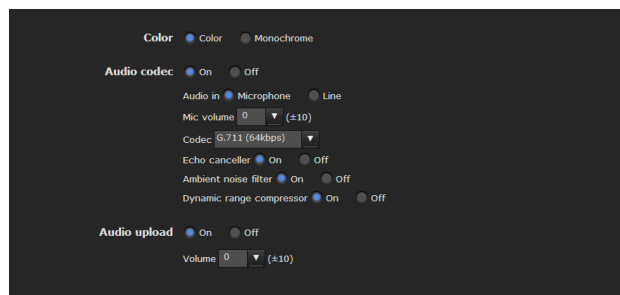 Color Color Monochrome
Audio codec On Off
Audio in Microphone Line
Mic volume 0 (±10)
Codec G.711 (64kbps)
Echo canceller On Off
Ambient noise filter On Off
Dynamic range compressor On Off
Audio upload On Off
Volume 0 (±10)